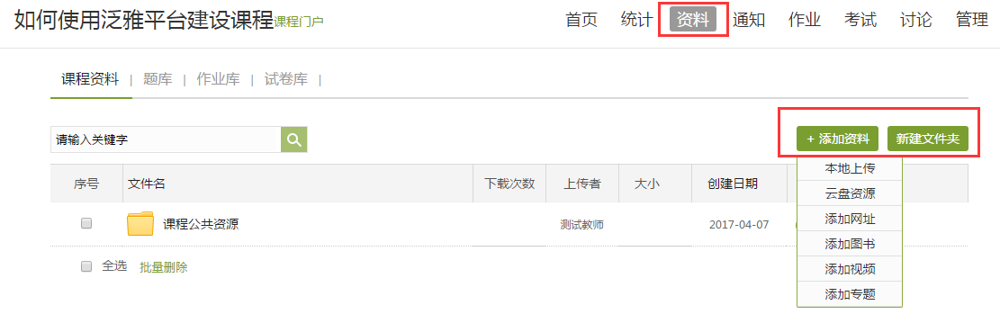 如何使用泛雅平台建设课程课程门户 首页 统计 资料 通知 作业 考试 讨论 管理
课程资料 | 题库 | 作业库 | 试卷库 |
请输入关键字 + 添加资料 新建文件夹
本地上传
云盘资源
添加网址
添加图书
添加视频
添加专题
序号 文件名 下载次数 上传者 大小 创建日期
课程公共资源 测试教师 2017-04-07
全选 批量删除